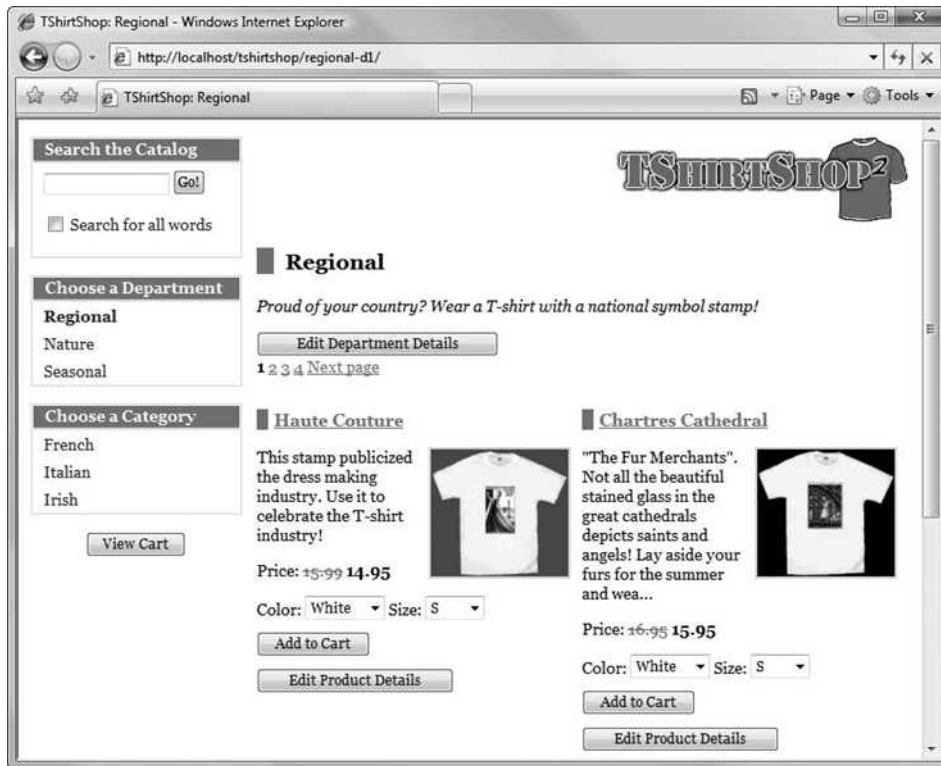 TShirtShop: Regional - Windows Internet Explorer
http://localhost/tshirtshop/regional-d1/
TShirtShop: Regional
Page
Tools
Search the Catalog
Go!
Search for all words
TShirtShop²
Choose a Department
Regional
Nature
Seasonal
Choose a Category
French
Italian
Irish
View Cart
Regional
Proud of your country? Wear a T-shirt with a national symbol stamp!
Edit Department Details
1 2 3 4 Next page
Haute Couture
This stamp publicized
the dress making
industry. Use it to
celebrate the T-shirt
industry!
Price: 15.99 14.95
Color: White Size: S
Add to Cart
Edit Product Details
Chartres Cathedral
"The Fur Merchants".
Not all the beautiful
stained glass in the
great cathedrals
depicts saints and
angels! Lay aside your
furs for the summer
and wea...
Price: 16.95 15.95
Color: White Size: S
Add to Cart
Edit Product Details